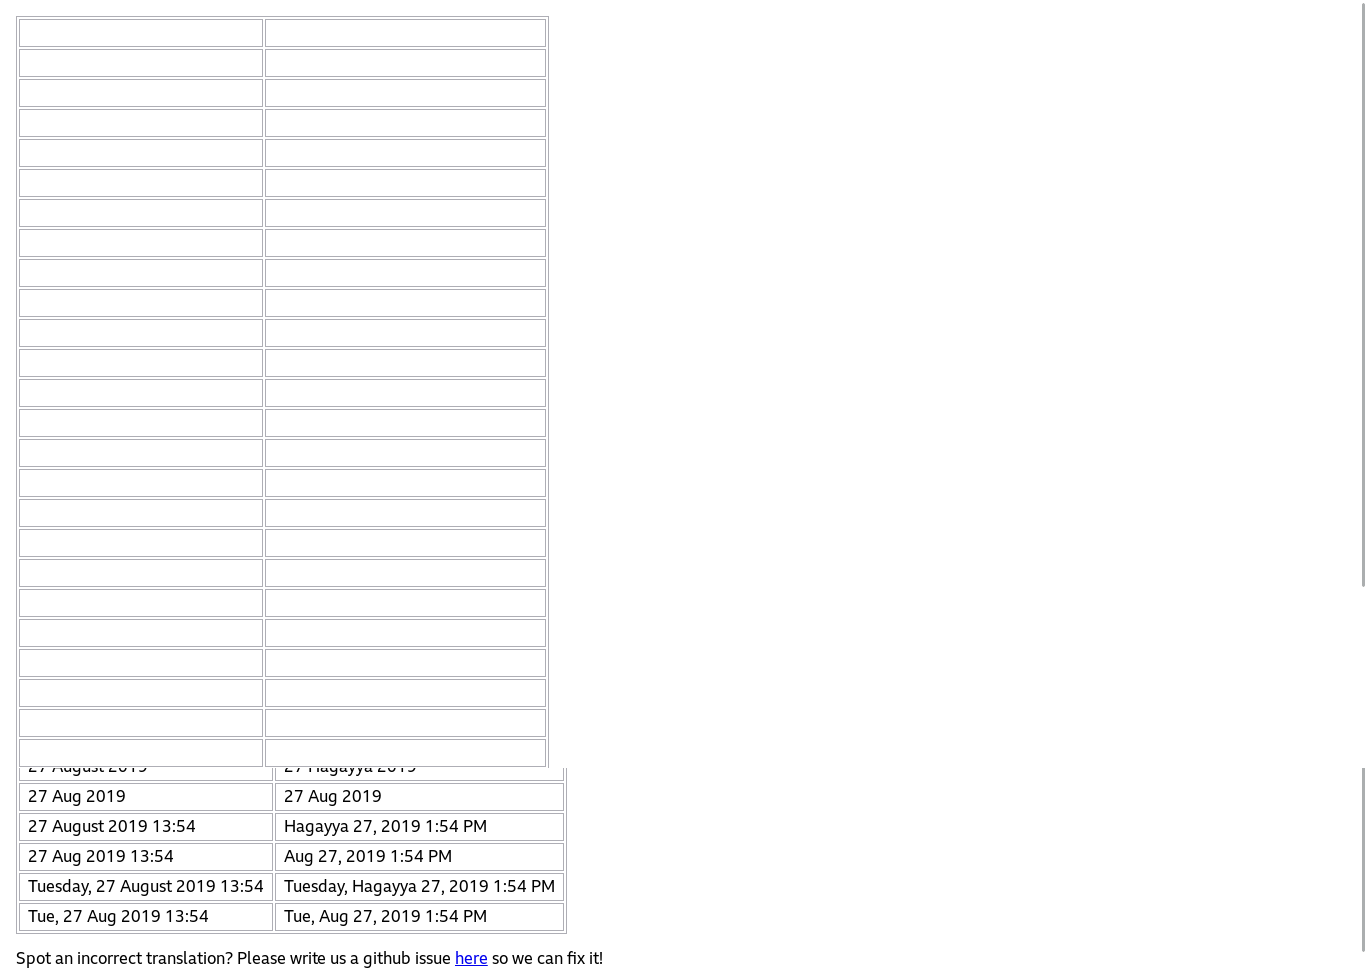 27 August 2019 27 Hagayya 2019
27 Aug 2019 27 Aug 2019
27 August 2019 13:54 Hagayya 27, 2019 1:54 PM
27 Aug 2019 13:54 Aug 27, 2019 1:54 PM
Tuesday, 27 August 2019 13:54 Tuesday, Hagayya 27, 2019 1:54 PM
Tue, 27 Aug 2019 13:54 Tue, Aug 27, 2019 1:54 PM
Spot an incorrect translation? Please write us a github issue here so we can fix it!